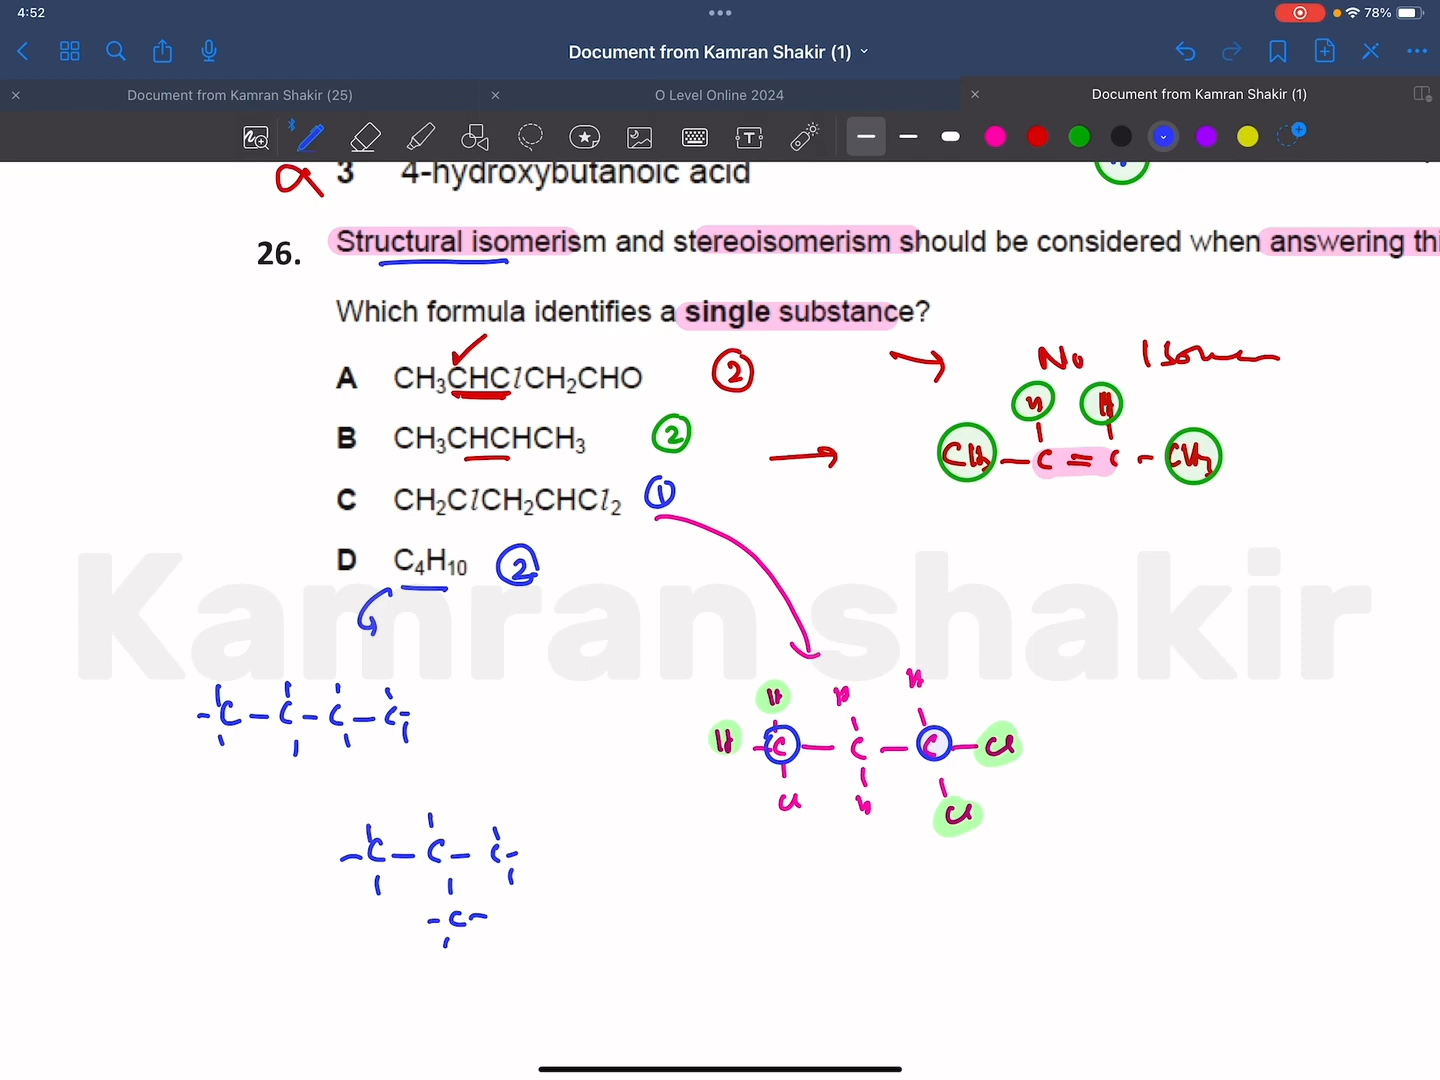 4:52
78%
Document from Kamran Shakir (1)
Document from Kamran Shakir (25)
O Level Online 2024
Document from Kamran Shakir (1)
3 4-hydroxybutanoic acid
26. Structural isomerism and stereoisomerism should be considered when answering thi
Which formula identifies a single substance?
No Isomer
A CH₃CHClCH₂CHO 2
H H
B CH₃CHCHCH₃ 2
CH₃ – C = C – CH₃
C CH₂ClCH₂CHCl₂ 1
D C₄H₁₀ 2
Kamran shakir
H H H
– C – C – C – C –
H – C – C – C – Cl
Cl H Cl
– C – C – C –
– C –